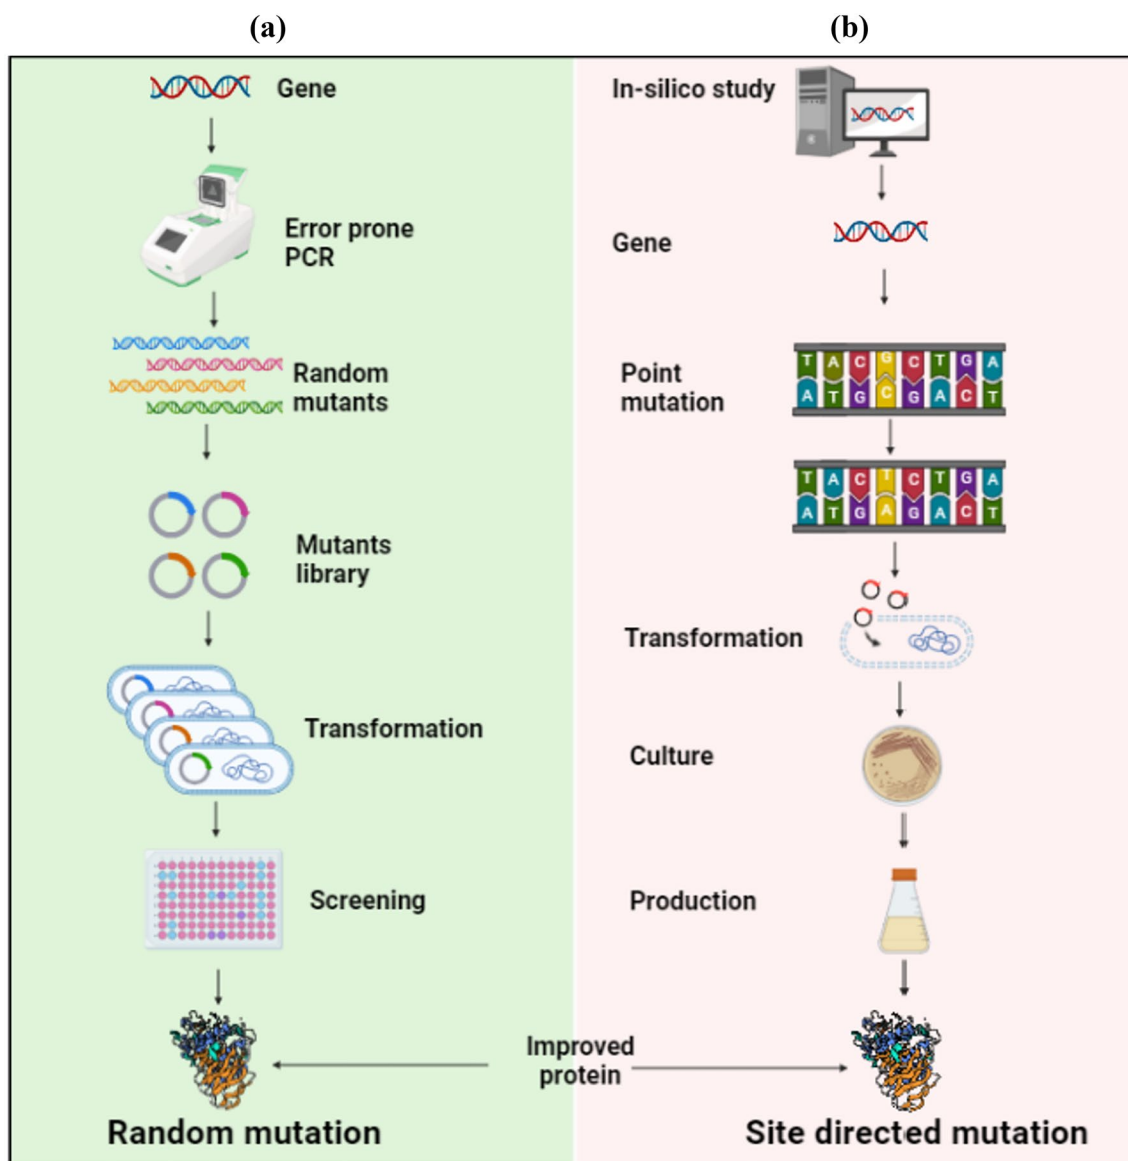 (a)
Gene
Error prone
PCR
Random
mutants
Mutants
library
Transformation
Screening
Random mutation
(b)
In-silico study
Gene
Point
mutation
T A C G C T G A
A T G C G A C T
T A C T C T G A
A T G A G A C T
Transformation
Culture
Production
Improved
protein
Site directed mutation